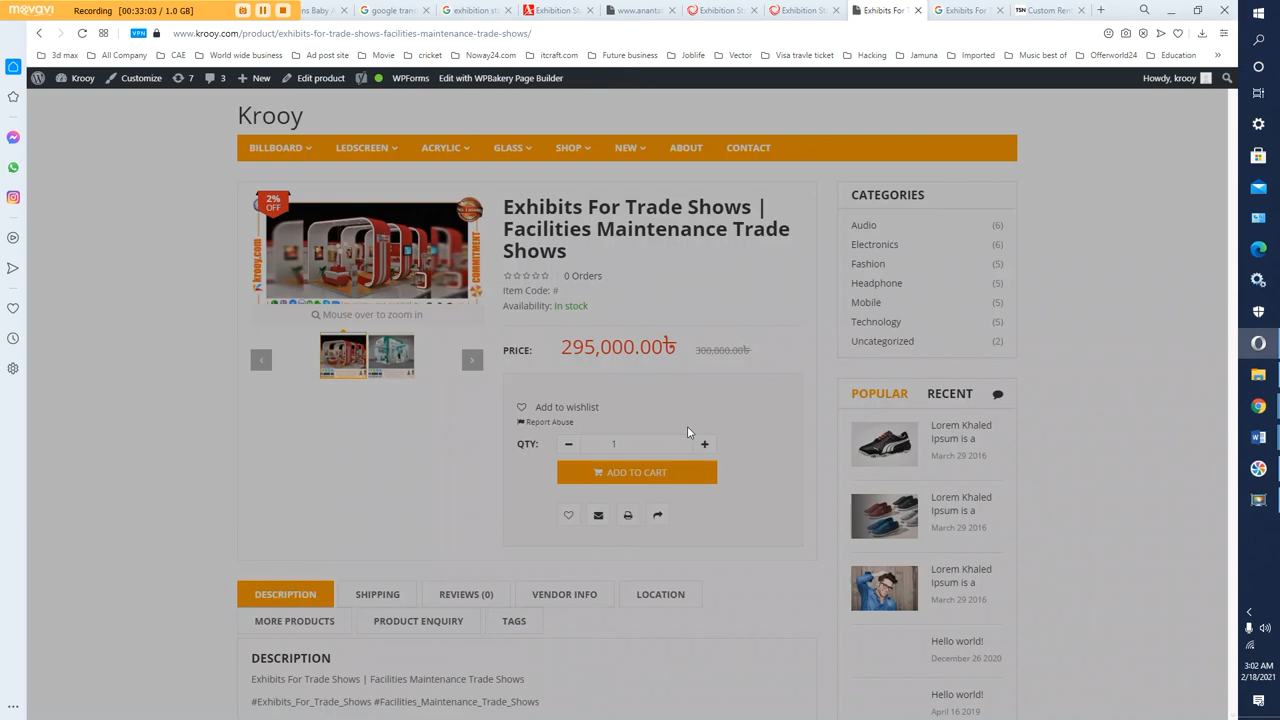 movavi Recording [00:33:03 / 1.0 GB]
ns Baby A
google trans
exhibition st
Exhibition St
www.ananta
Exhibition St
Exhibition St
Exhibits For T
Exhibits For
Custom Ren
VPN www.krooy.com/product/exhibits-for-trade-shows-facilities-maintenance-trade-shows/
3d max All Company CAE World wide business Ad post site Movie cricket Noway24.com itcraft.com Future business Joblife Vector Visa travle ticket Hacking Jamuna Imported Music best of Offerworld24 Education
Krooy Customize 7 3 New Edit product WPForms Edit with WPBakery Page Builder Howdy, krooy
Krooy
BILLBOARD LEDSCREEN ACRYLIC GLASS SHOP NEW ABOUT CONTACT
2%
OFF
krooy.com
COMMITMENT
Mouse over to zoom in
Exhibits For Trade Shows |
Facilities Maintenance Trade
Shows
0 Orders
Item Code: #
Availability: In stock
PRICE: 295,000.00৳ 300,000.00৳
Add to wishlist
Report Abuse
QTY: 1
ADD TO CART
CATEGORIES
Audio (6)
Electronics (6)
Fashion (5)
Headphone (5)
Mobile (5)
Technology (5)
Uncategorized (2)
POPULAR RECENT
Lorem Khaled
Ipsum is a
March 29 2016
Lorem Khaled
Ipsum is a
March 29 2016
Lorem Khaled
Ipsum is a
March 29 2016
Hello world!
December 26 2020
Hello world!
April 16 2019
DESCRIPTION SHIPPING REVIEWS (0) VENDOR INFO LOCATION
MORE PRODUCTS PRODUCT ENQUIRY TAGS
DESCRIPTION
Exhibits For Trade Shows | Facilities Maintenance Trade Shows
#Exhibits_For_Trade_Shows #Facilities_Maintenance_Trade_Shows
3:02 AM
2/18/2021